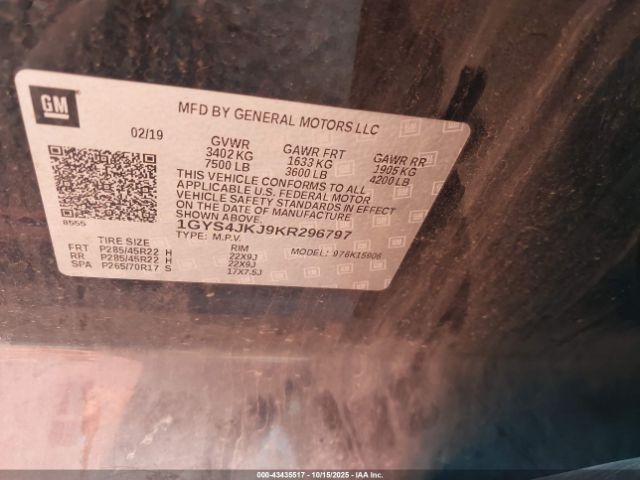 GM
MFD BY GENERAL MOTORS LLC
02/19 GVWR GAWR FRT GAWR RR
3402 KG 1633 KG 1905 KG
7500 LB 3600 LB 4200 LB
THIS VEHICLE CONFORMS TO ALL
APPLICABLE U.S. FEDERAL MOTOR
VEHICLE SAFETY STANDARDS IN EFFECT
ON THE DATE OF MANUFACTURE
SHOWN ABOVE.
8555 1GYS4JKJ9KR296797
TYPE: M.P.V. MODEL: 976K15906
TIRE SIZE RIM
FRT P285/45R22 H 22X9J
RR P285/45R22 H 22X9J
SPA P265/70R17 S 17X7.5J
000-43435517 - 10/15/2025 - IAA Inc.